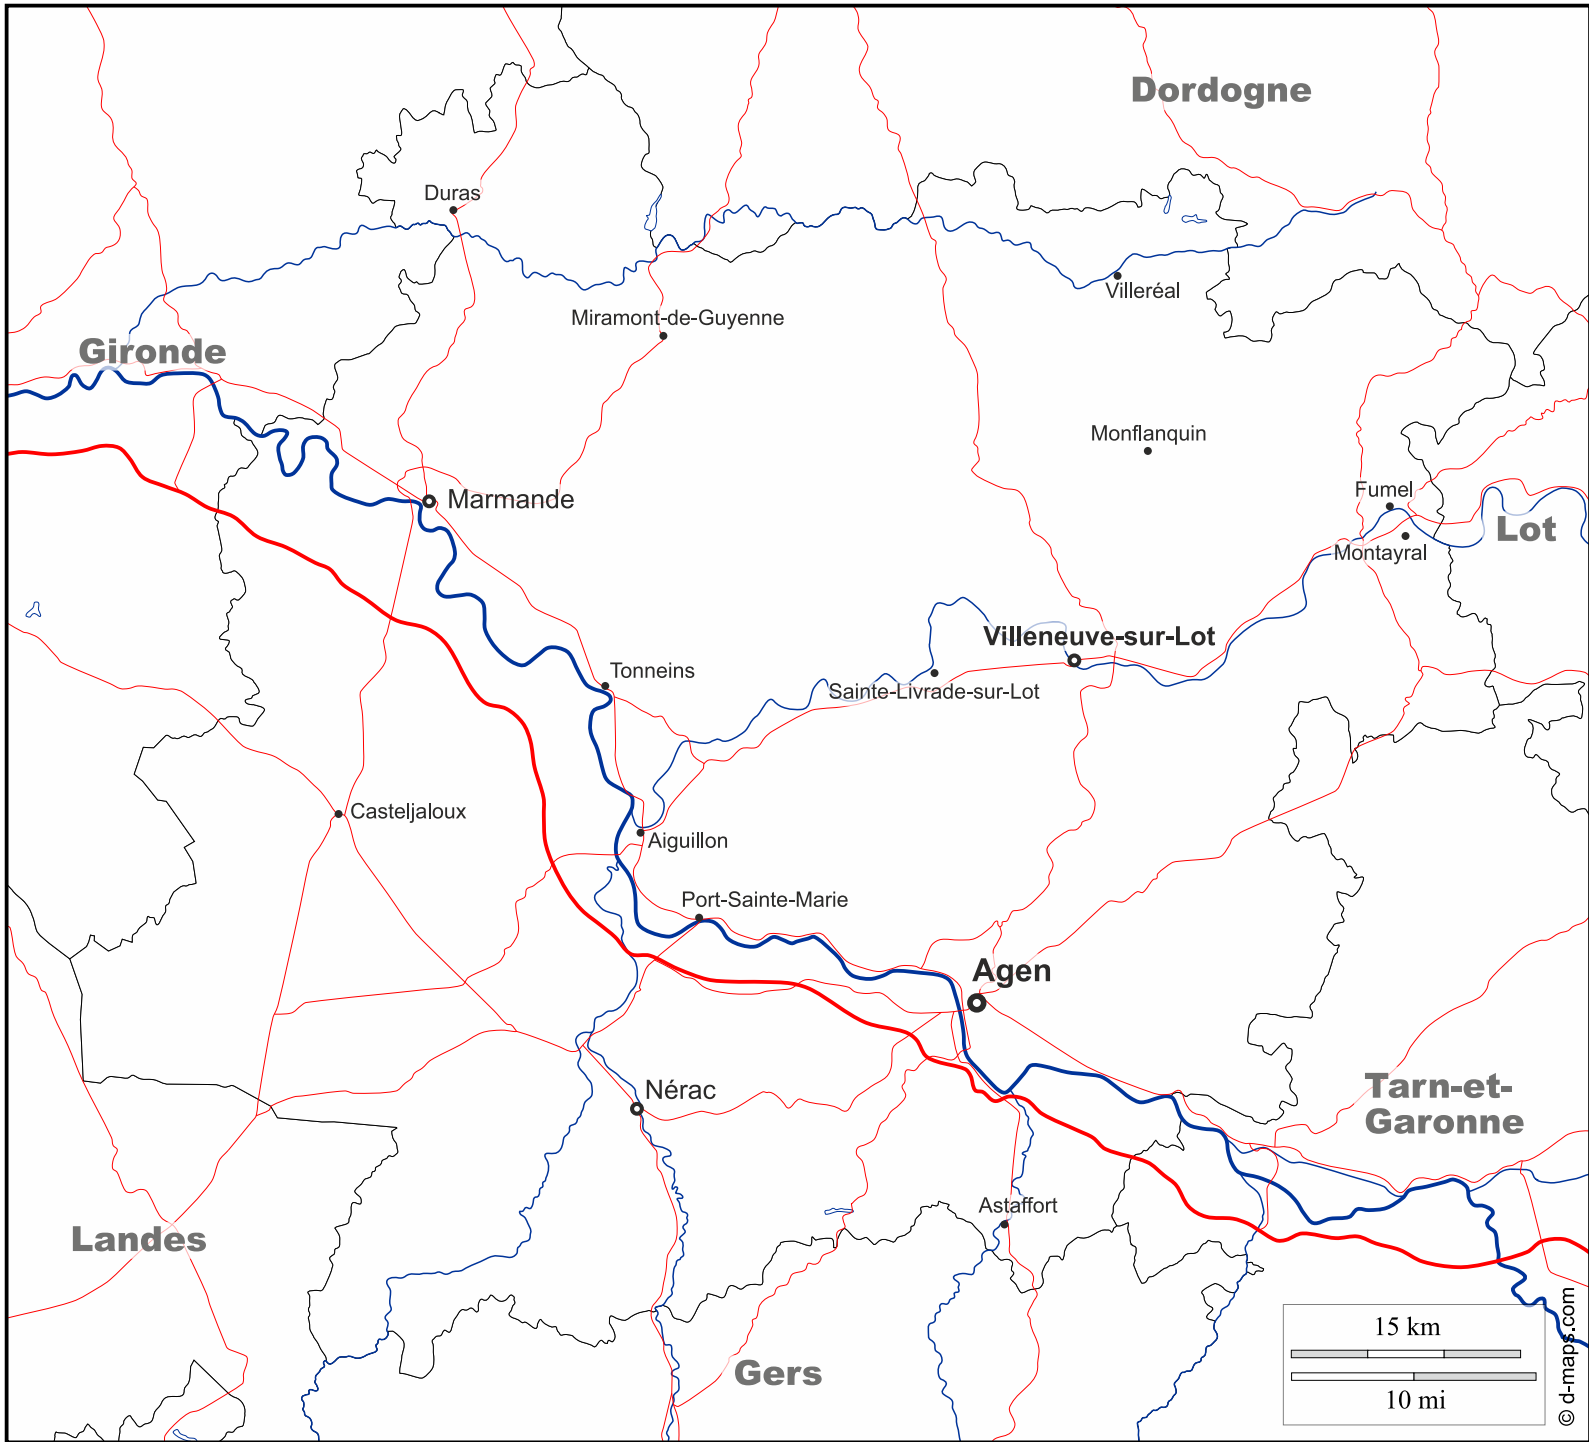 Dordogne
Duras
Villeréal
Miramont-de-Guyenne
Gironde
Monflanquin
Marmande
Fumel
Lot
Montayral
Villeneuve-sur-Lot
Tonneins
Sainte-Livrade-sur-Lot
Casteljaloux
Aiguillon
Port-Sainte-Marie
Agen
Nérac
Tarn-et-
Garonne
Astaffort
Landes
Gers
15 km
10 mi
© d-maps.com